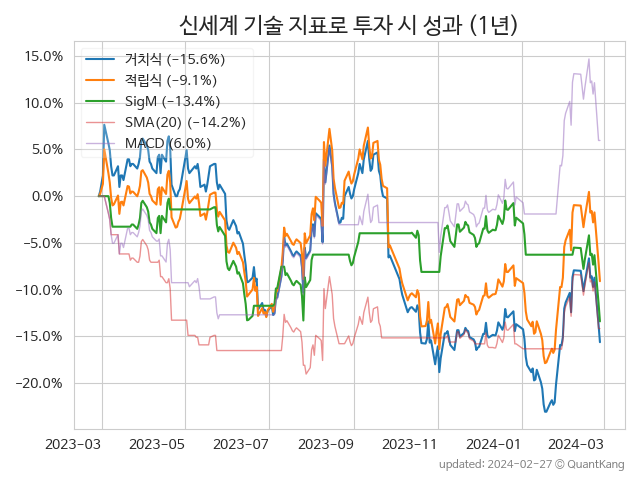 신세계 기술 지표로 투자 시 성과 (1년)
15.0%
10.0%
5.0%
0.0%
−5.0%
−10.0%
−15.0%
−20.0%
거치식 (−15.6%)
적립식 (−9.1%)
SigM (−13.4%)
SMA(20) (−14.2%)
MACD (6.0%)
2023-03 2023-05 2023-07 2023-09 2023-11 2024-01 2024-03
updated: 2024-02-27 © QuantKang